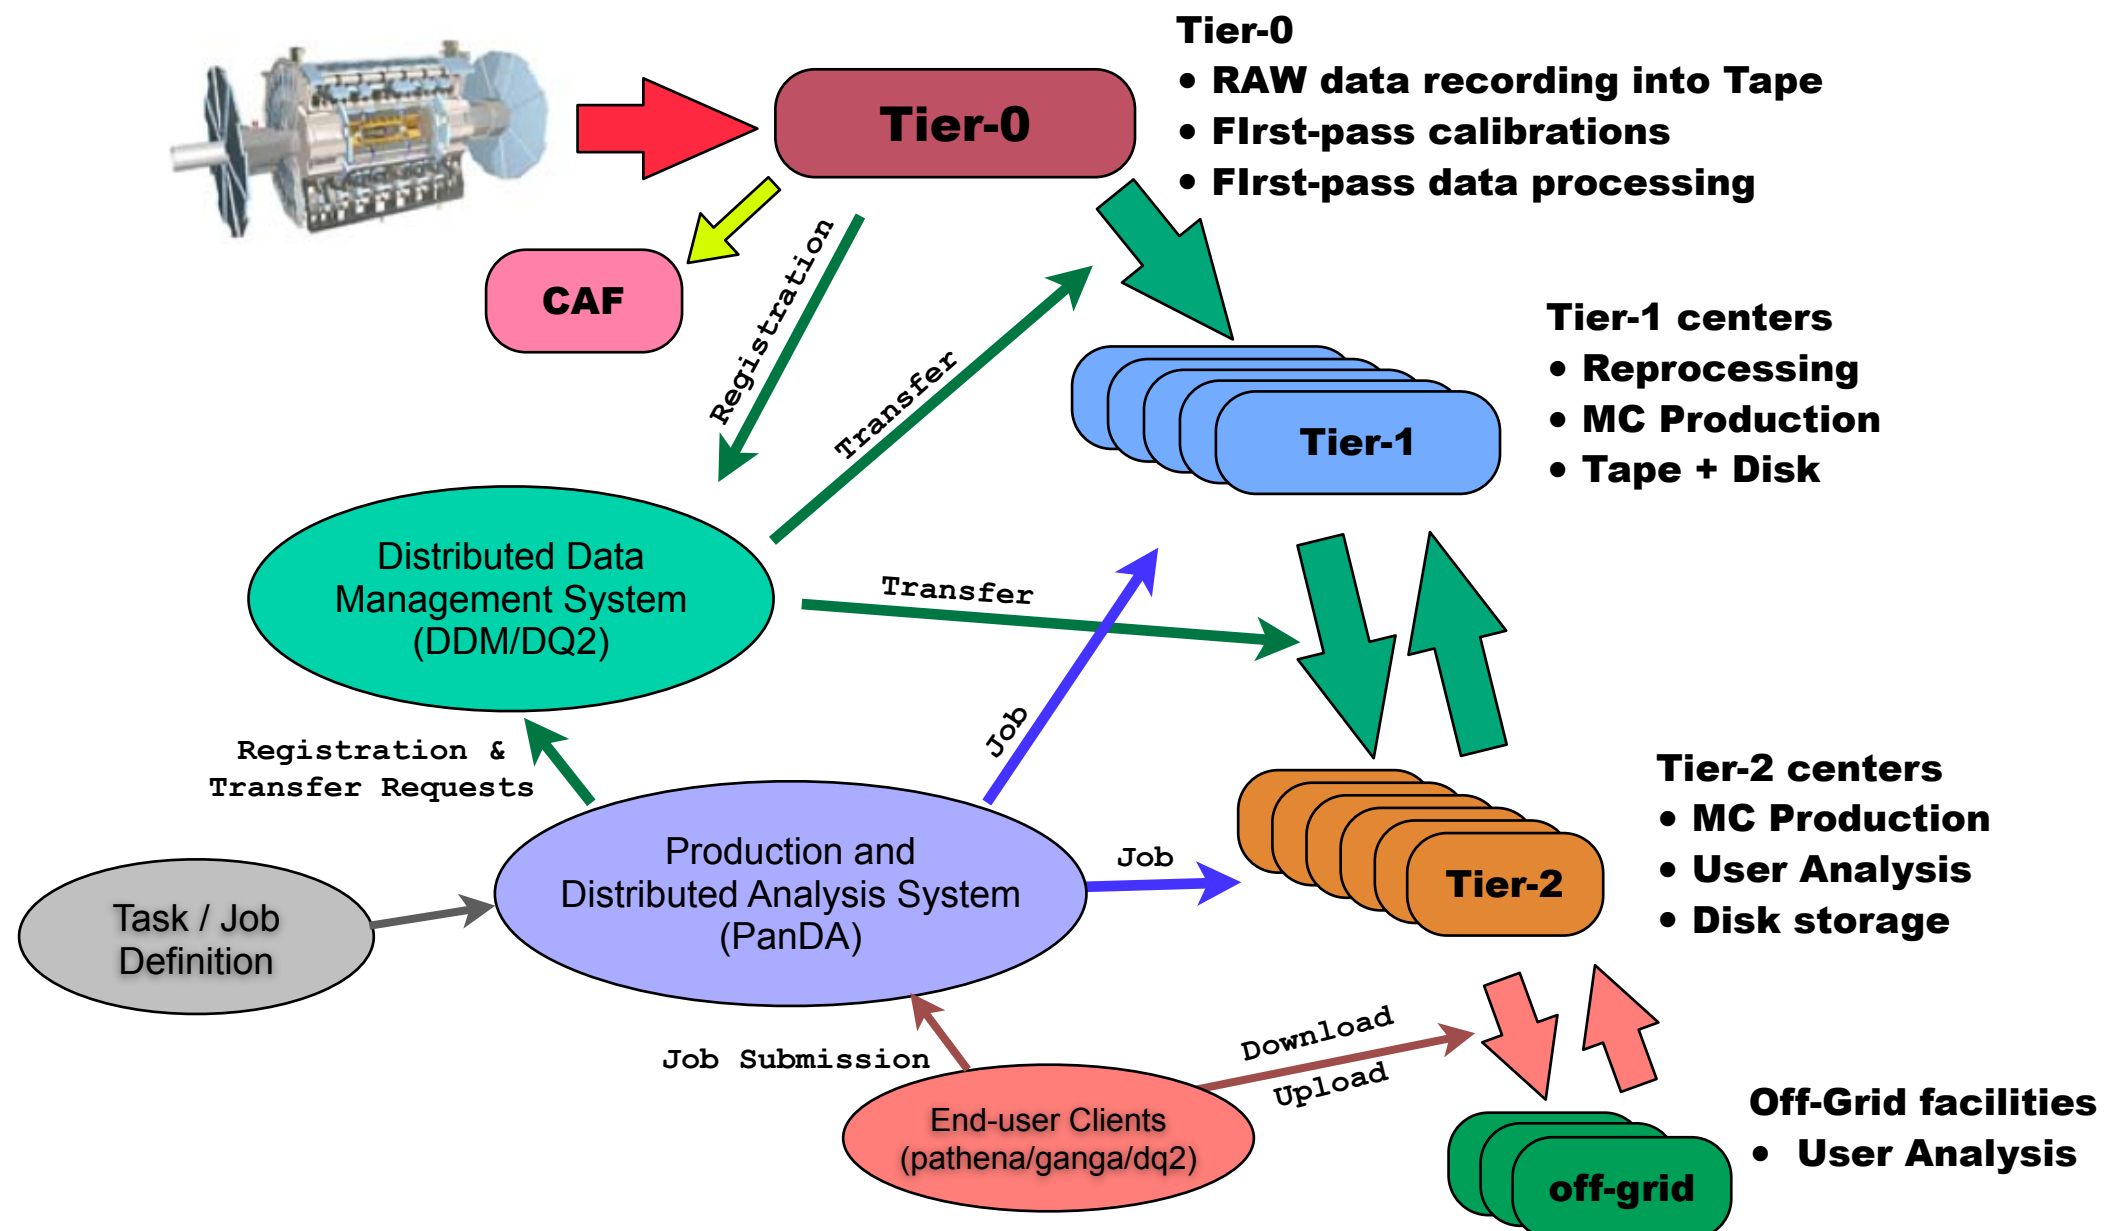 Tier-0
• RAW data recording into Tape
• FIrst-pass calibrations
• FIrst-pass data processing
Tier-0
CAF
Registration
Transfer
Tier-1 centers
• Reprocessing
• MC Production
• Tape + Disk
Tier-1
Distributed Data
Management System
(DDM/DQ2)
Transfer
Job
Registration &
Transfer Requests
Production and
Distributed Analysis System
(PanDA)
Job
Tier-2 centers
• MC Production
• User Analysis
• Disk storage
Tier-2
Task / Job
Definition
Job Submission
Download
Upload
End-user Clients
(pathena/ganga/dq2)
Off-Grid facilities
• User Analysis
off-grid